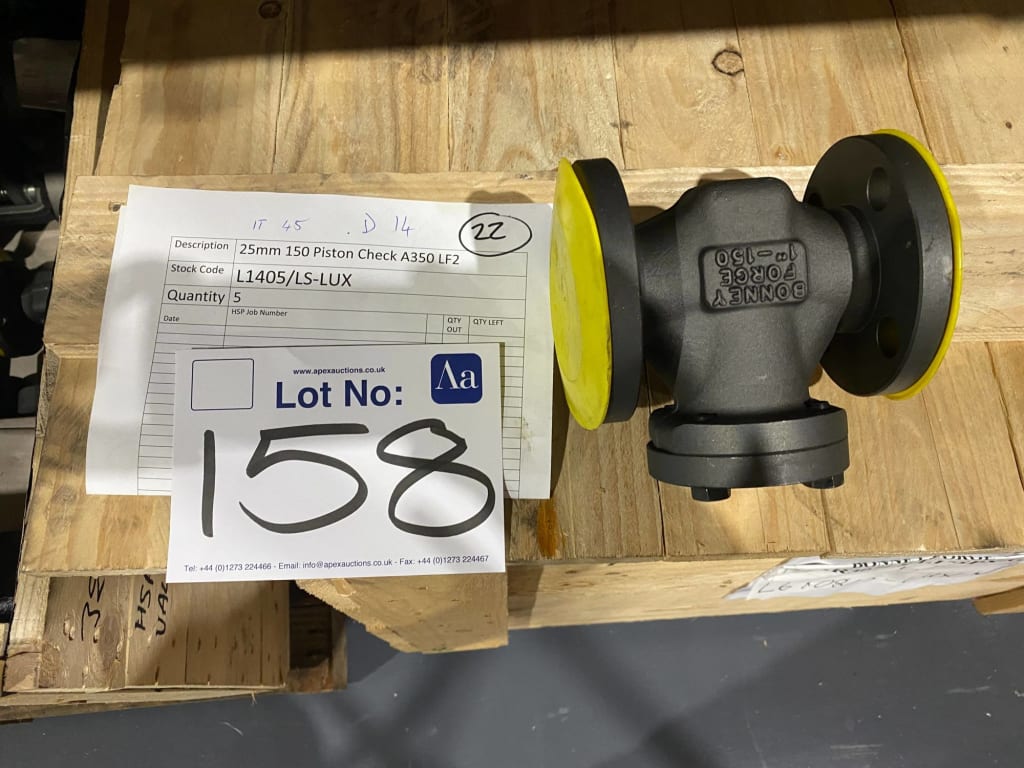 IT 45 . D 14
22
Description 25mm 150 Piston Check A350 LF2
Stock Code L1405/LS-LUX
Quantity 5
Date HSP Job Number QTY OUT QTY LEFT
www.apexauctions.co.uk
Aa
Lot No:
158
Tel: +44 (0)1273 224466 - Email: info@apexauctions.co.uk - Fax: +44 (0)1273 224467
BONNEY
FORGE
1"-150